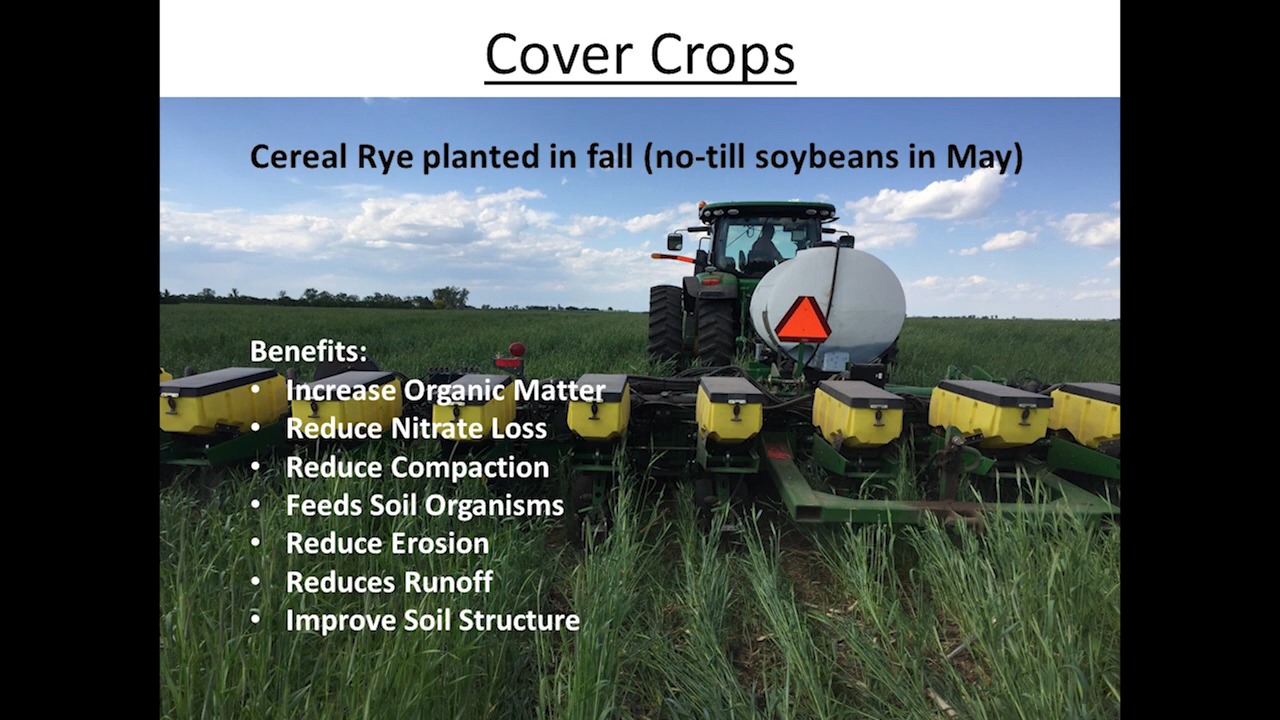 Cover Crops
Cereal Rye planted in fall (no-till soybeans in May)
Benefits:
• Increase Organic Matter
• Reduce Nitrate Loss
• Reduce Compaction
• Feeds Soil Organisms
• Reduce Erosion
• Reduces Runoff
• Improve Soil Structure